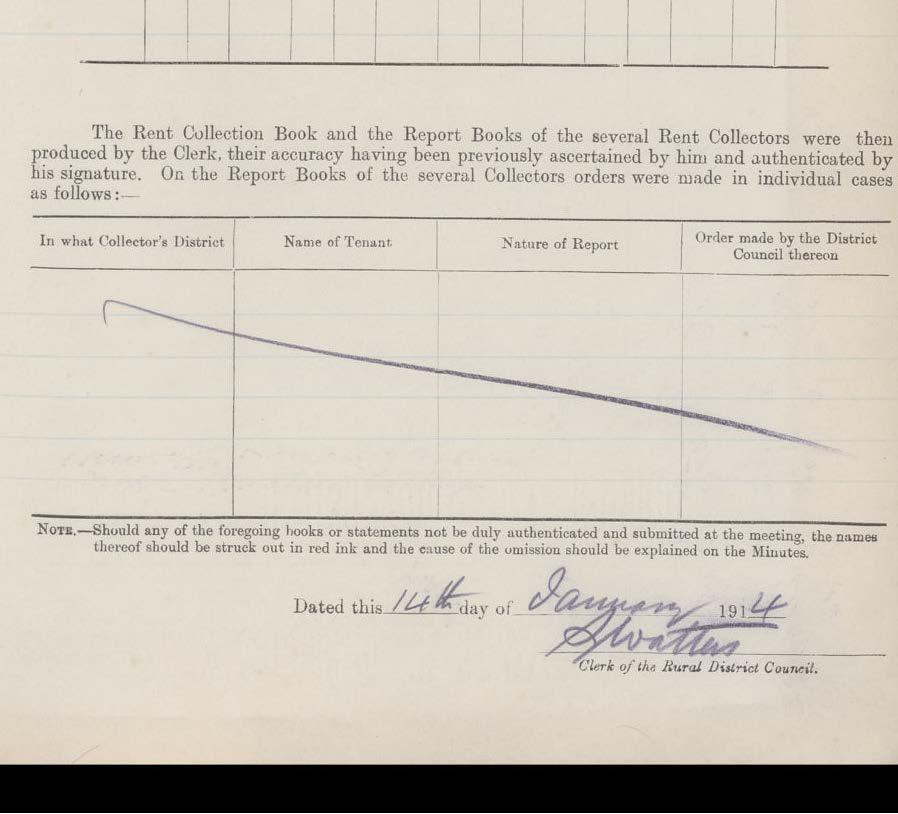 The Rent Collection Book and the Report Books of the several Rent Collectors were then
produced by the Clerk, their accuracy having been previously ascertained by him and authenticated by
his signature. On the Report Books of the several Collectors orders were made in individual cases
as follows:—
In what Collector's District
Name of Tenant
Nature of Report
Order made by the District
Council thereon
NOTE.—Should any of the foregoing books or statements not be duly authenticated and submitted at the meeting, the names
thereof should be struck out in red ink and the cause of the omission should be explained on the Minutes.
Dated this 14th day of January 1914
Watters
Clerk of the Rural District Council.